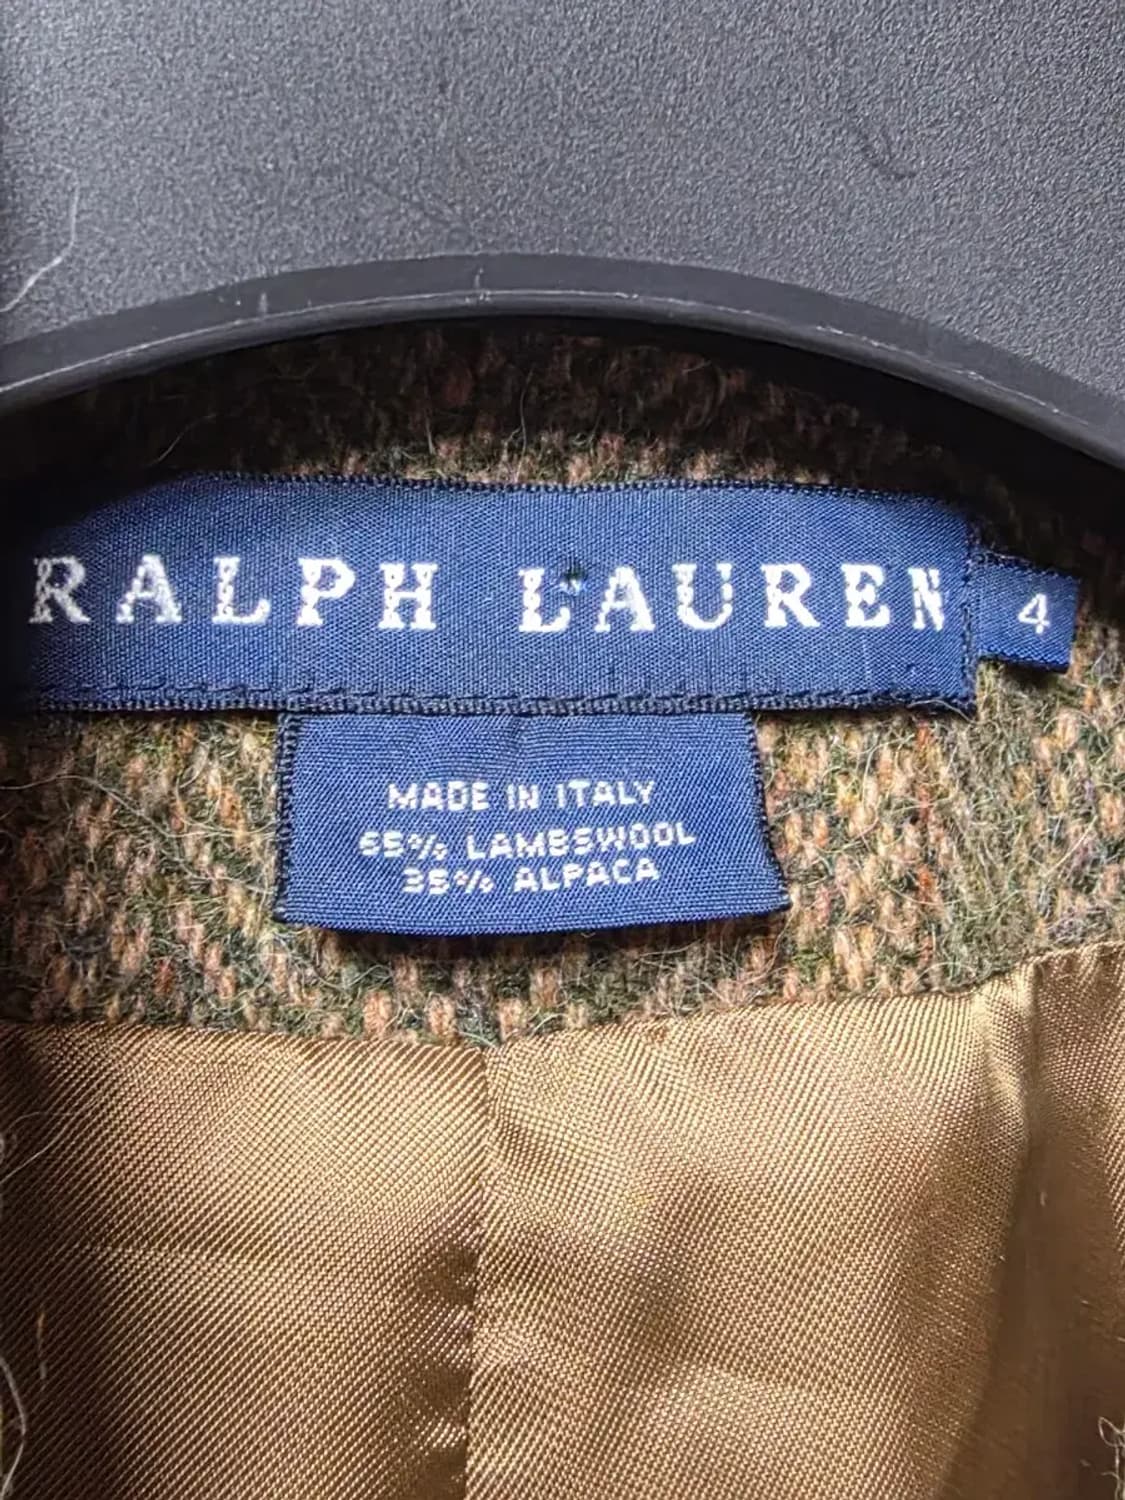 RALPH LAUREN
4
MADE IN ITALY
65% LAMBSWOOL
35% ALPACA